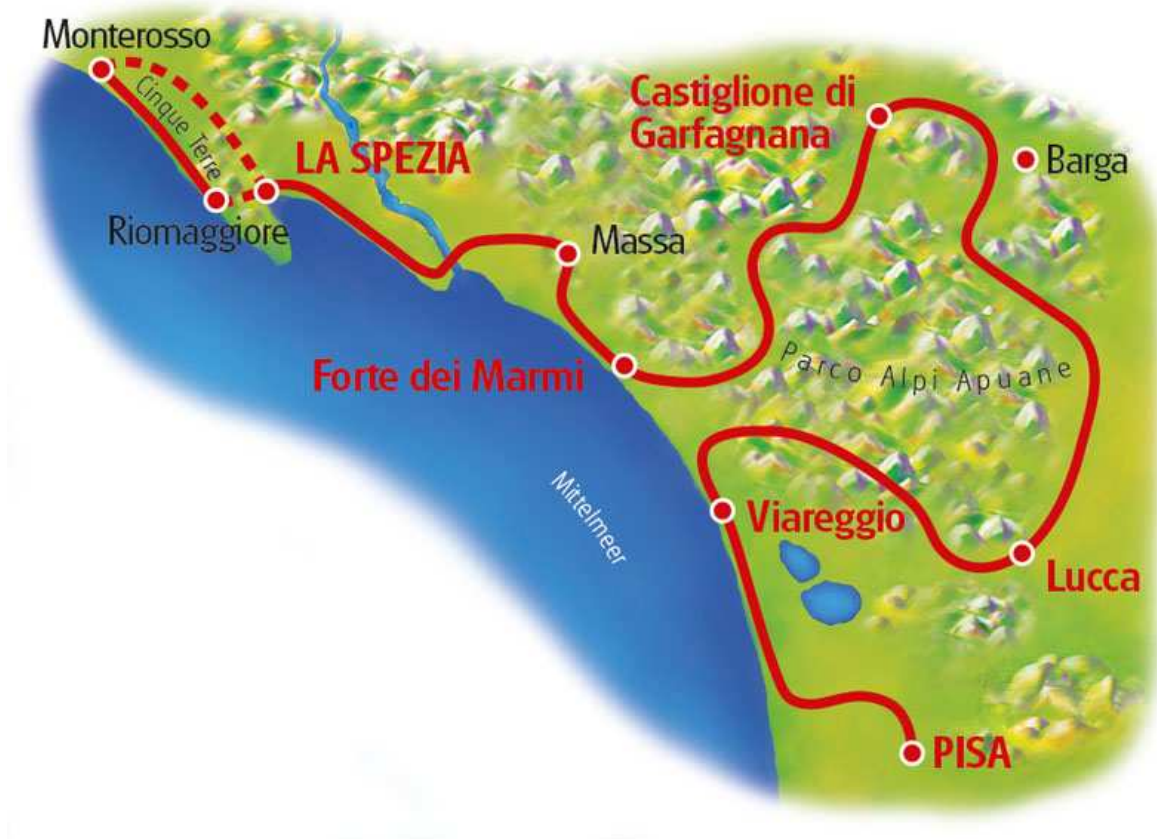 Monterosso
Cinque Terre
LA SPEZIA
Riomaggiore
Castiglione di
Garfagnana
Barga
Massa
Forte dei Marmi
Parco Alpi Apuane
Mittelmeer
Viareggio
Lucca
PISA